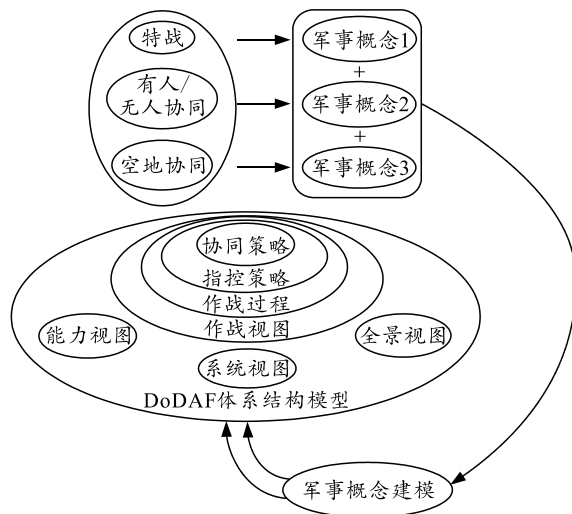 特战
军事概念1
+
有人/
无人协同
军事概念2
+
空地协同
军事概念3
协同策略
指控策略
作战过程
作战视图
能力视图
全景视图
系统视图
DoDAF体系结构模型
军事概念建模